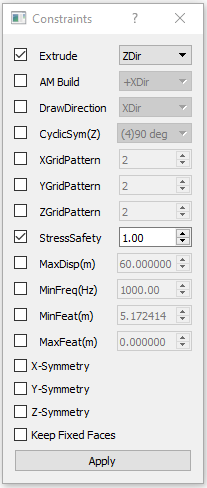 Constraints ? ×
Extrude ZDir
AM Build +XDir
DrawDirection XDir
CyclicSym(Z) (4)90 deg
XGridPattern 2
YGridPattern 2
ZGridPattern 2
StressSafety 1.00
MaxDisp(m) 60.000000
MinFreq(Hz) 1000.00
MinFeat(m) 5.172414
MaxFeat(m) 0.000000
X-Symmetry
Y-Symmetry
Z-Symmetry
Keep Fixed Faces
Apply